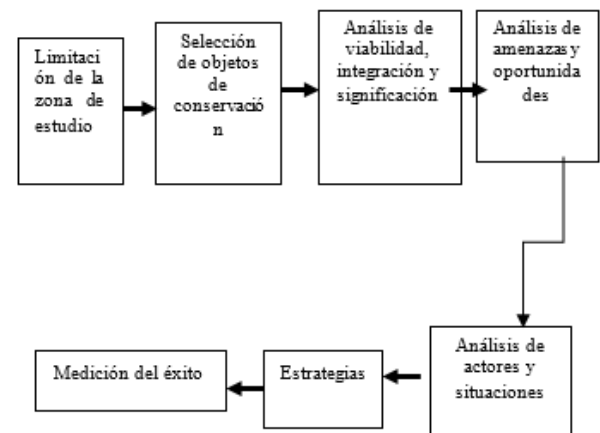 Limitaci
ón de la
zona de
estudio
Selección
de objetos
de
conservació
n
Análisis de
viabilidad,
integración y
significación
Análisis de
amenazas y
oportunida
des
Análisis de
actores y
situaciones
Estrategias
Medición del éxito